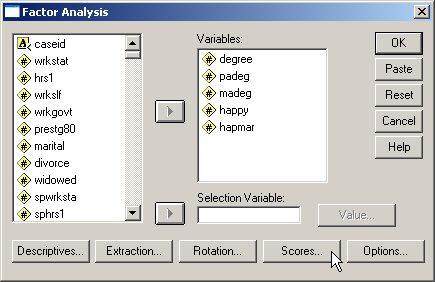 Factor Analysis
caseid
wrkstat
hrs1
wrkslf
wrkgovt
prestg80
marital
divorce
widowed
spwrksta
sphrs1
Variables:
degree
padeg
madeg
happy
hapmar
Selection Variable:
Value...
OK
Paste
Reset
Cancel
Help
Descriptives... Extraction... Rotation... Scores... Options...